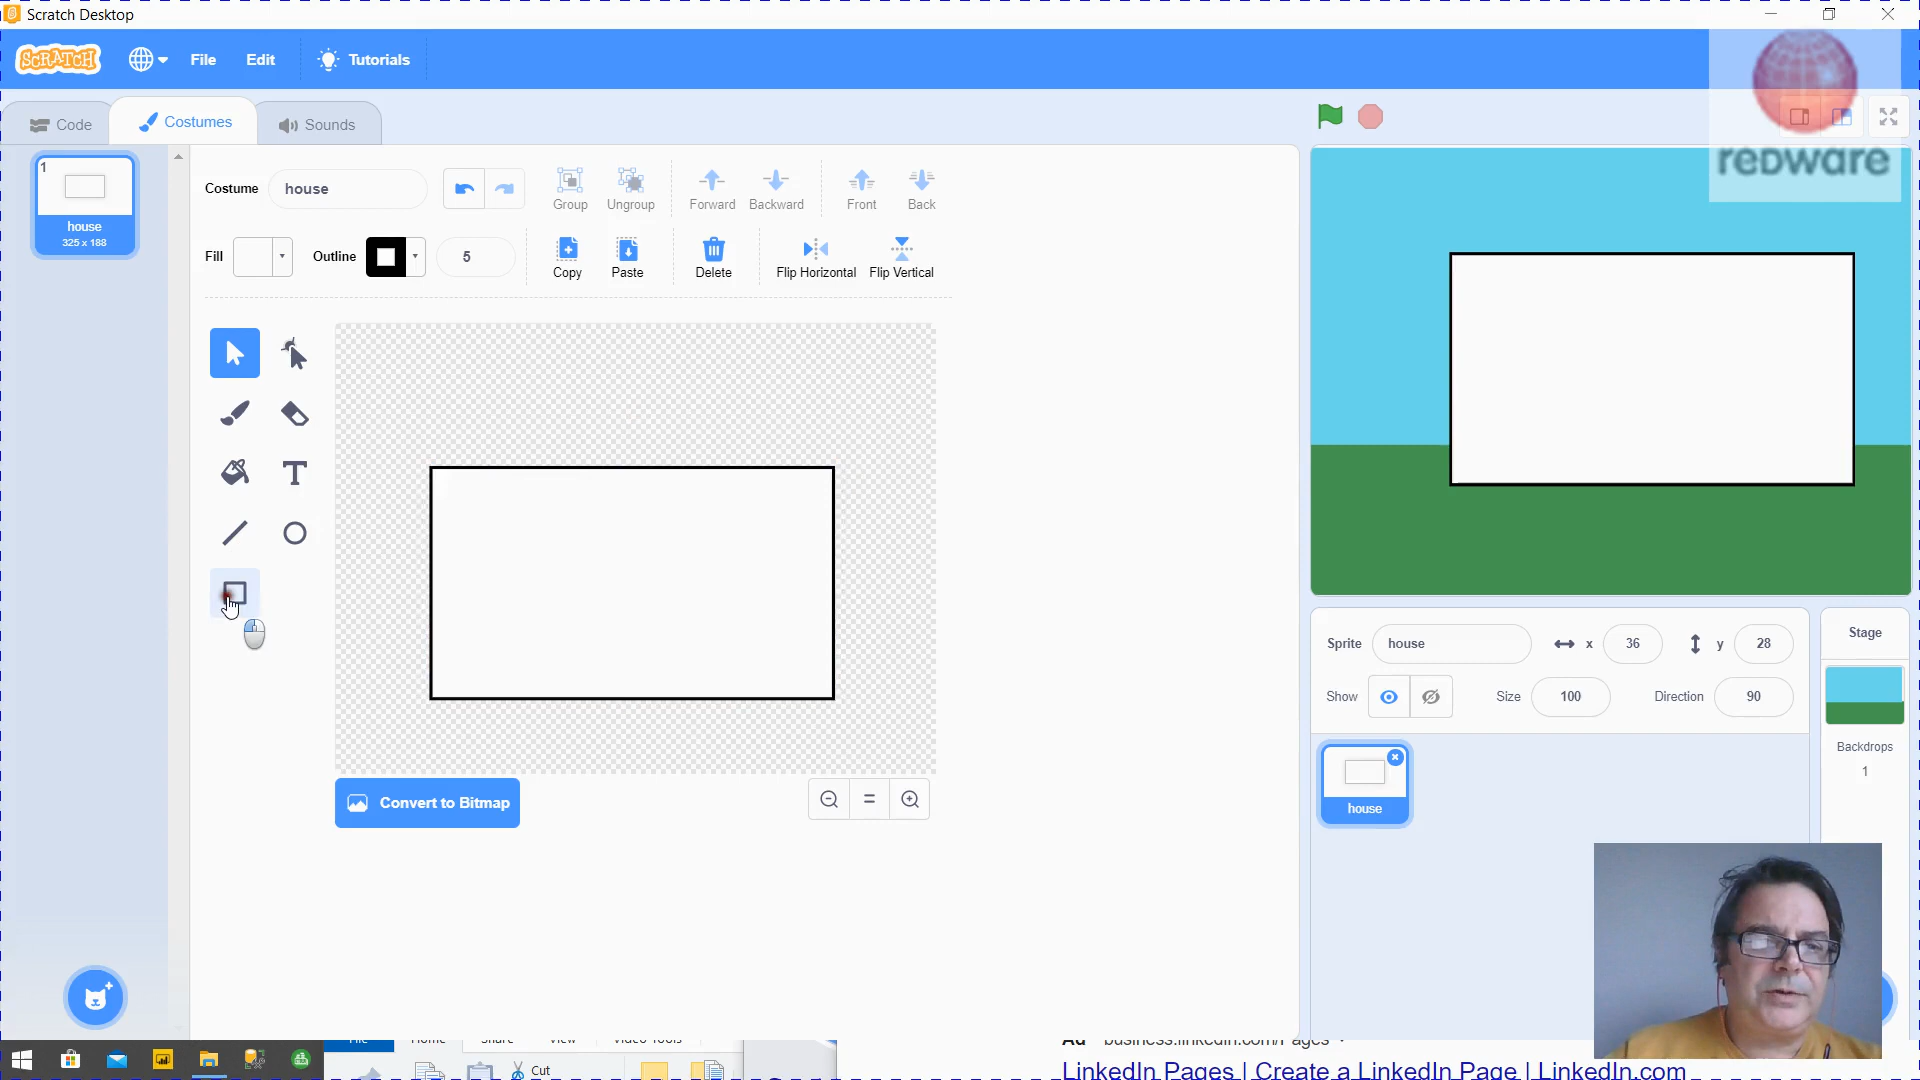 Scratch Desktop
SCRATCH File Edit Tutorials
redware
Code Costumes Sounds
1
house
325 x 188
Costume house Group Ungroup Forward Backward Front Back
Fill Outline 5 Copy Paste Delete Flip Horizontal Flip Vertical
Convert to Bitmap
Sprite house x 36 y 28
Show Size 100 Direction 90
house
Stage
Backdrops
1
Cut
LinkedIn Pages | Create a LinkedIn Page | LinkedIn.com